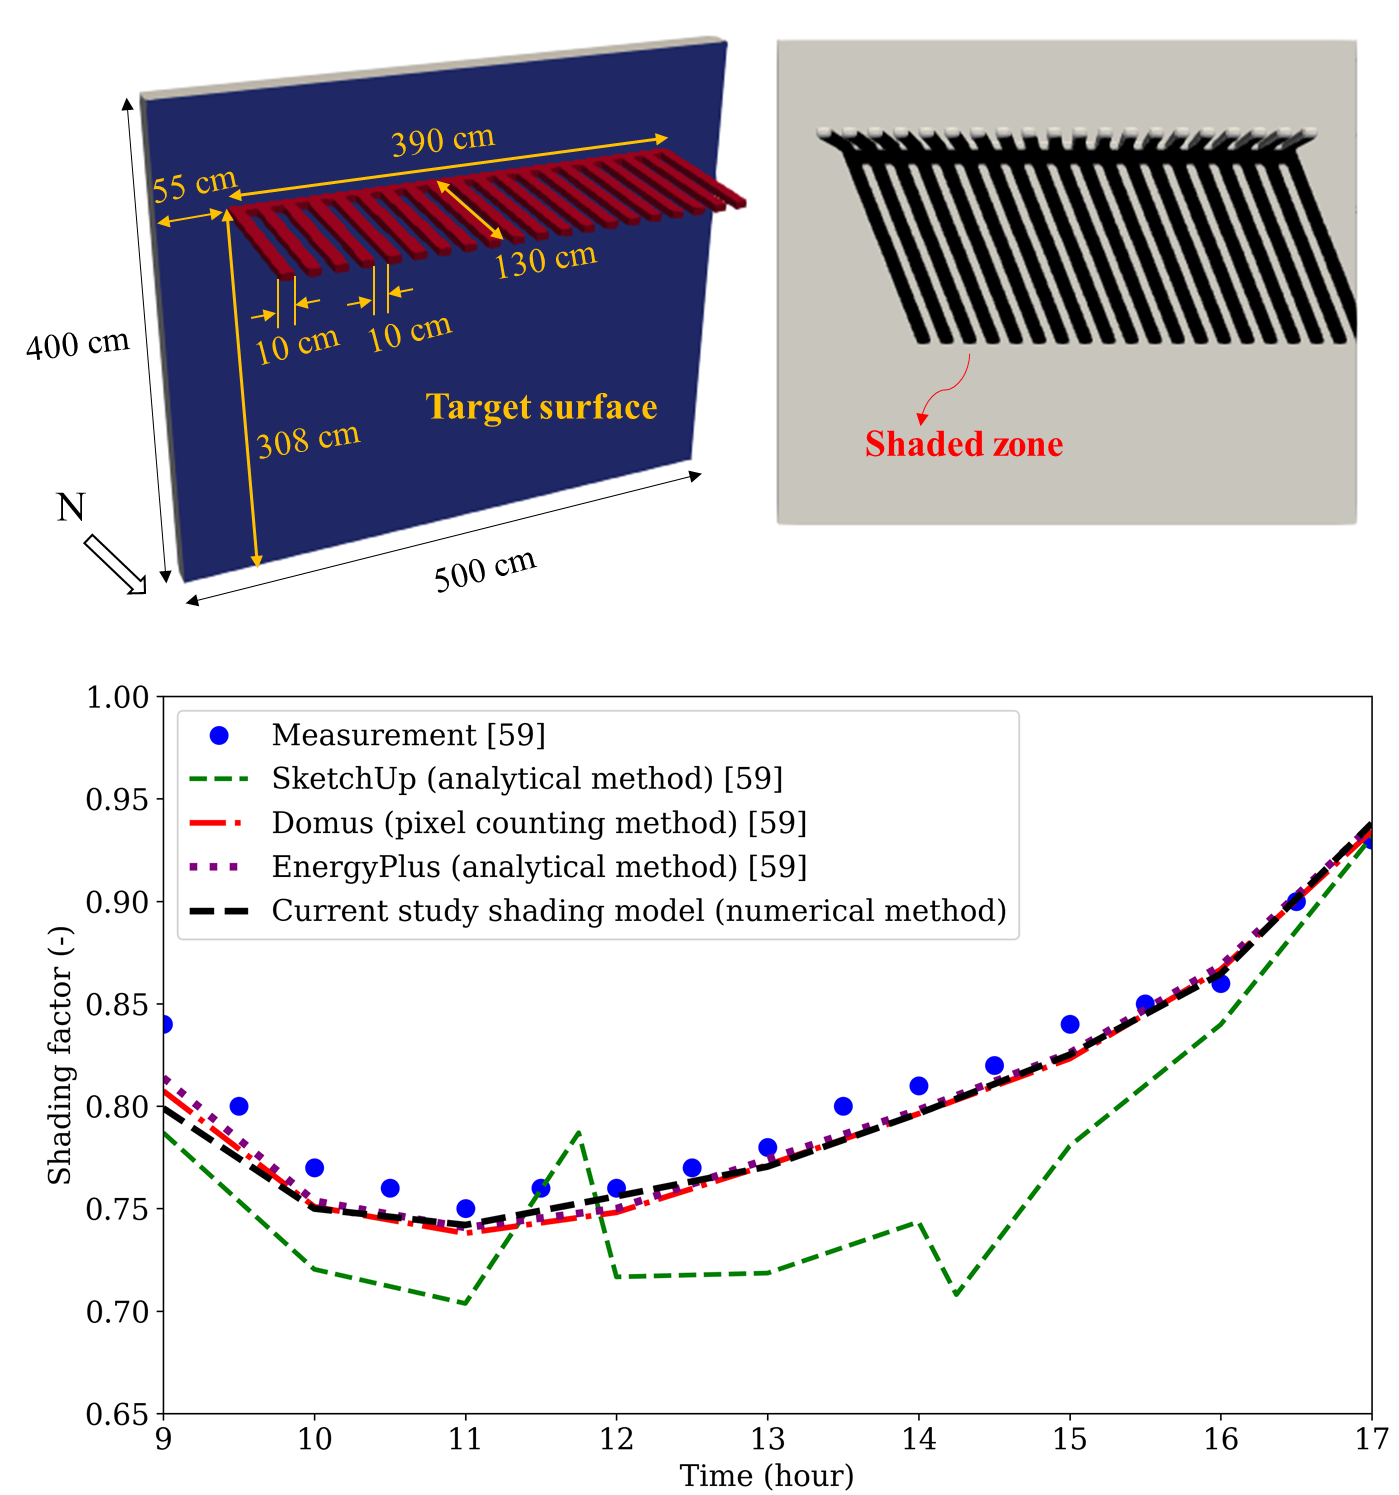 390 cm
55 cm
130 cm
10 cm
10 cm
400 cm
Target surface
308 cm
N
500 cm
Shaded zone
1.00
0.95
0.90
0.85
0.80
0.75
0.70
0.65
Shading factor (-)
Measurement [59]
SketchUp (analytical method) [59]
Domus (pixel counting method) [59]
EnergyPlus (analytical method) [59]
Current study shading model (numerical method)
9 10 11 12 13 14 15 16 17
Time (hour)